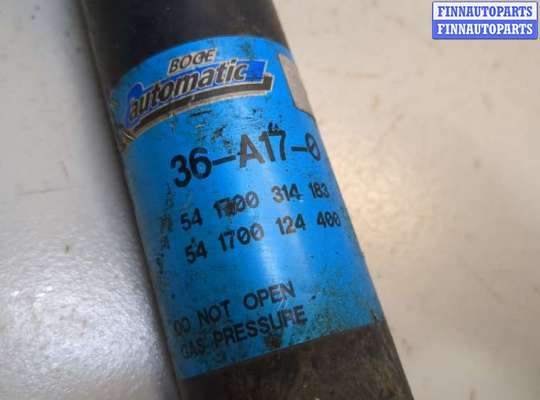 FINNAUTOPARTS
FINNAUTOPARTS
BOGE
automatic
36-A17-0
54 1700 314 183
54 1700 124 400
DO NOT OPEN
GAS PRESSURE